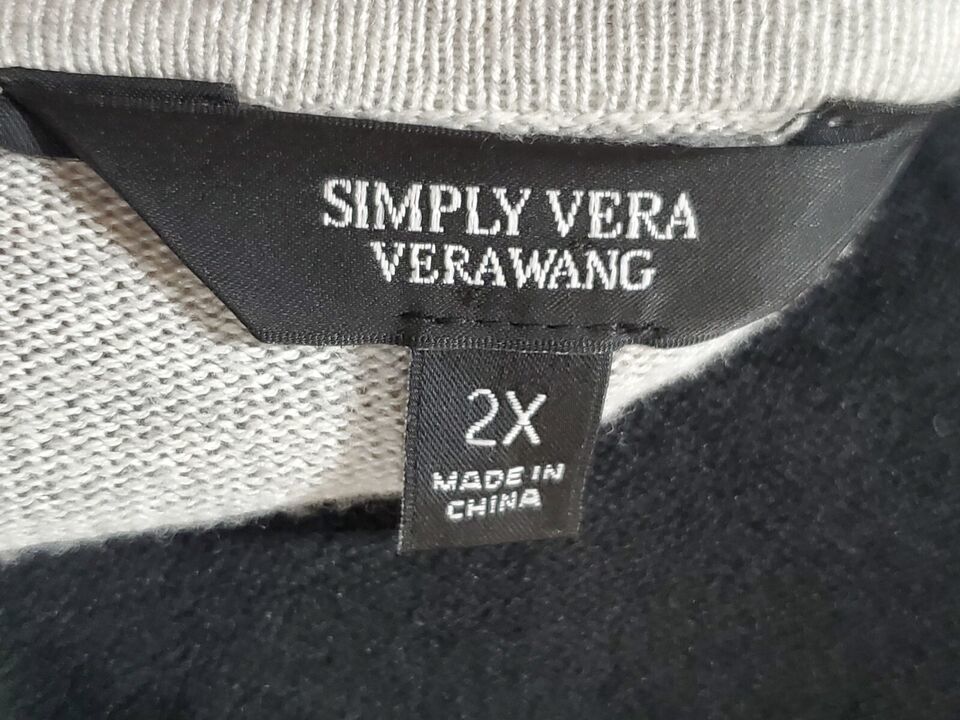 SIMPLY VERA
VERAWANG
2X
MADE IN
CHINA